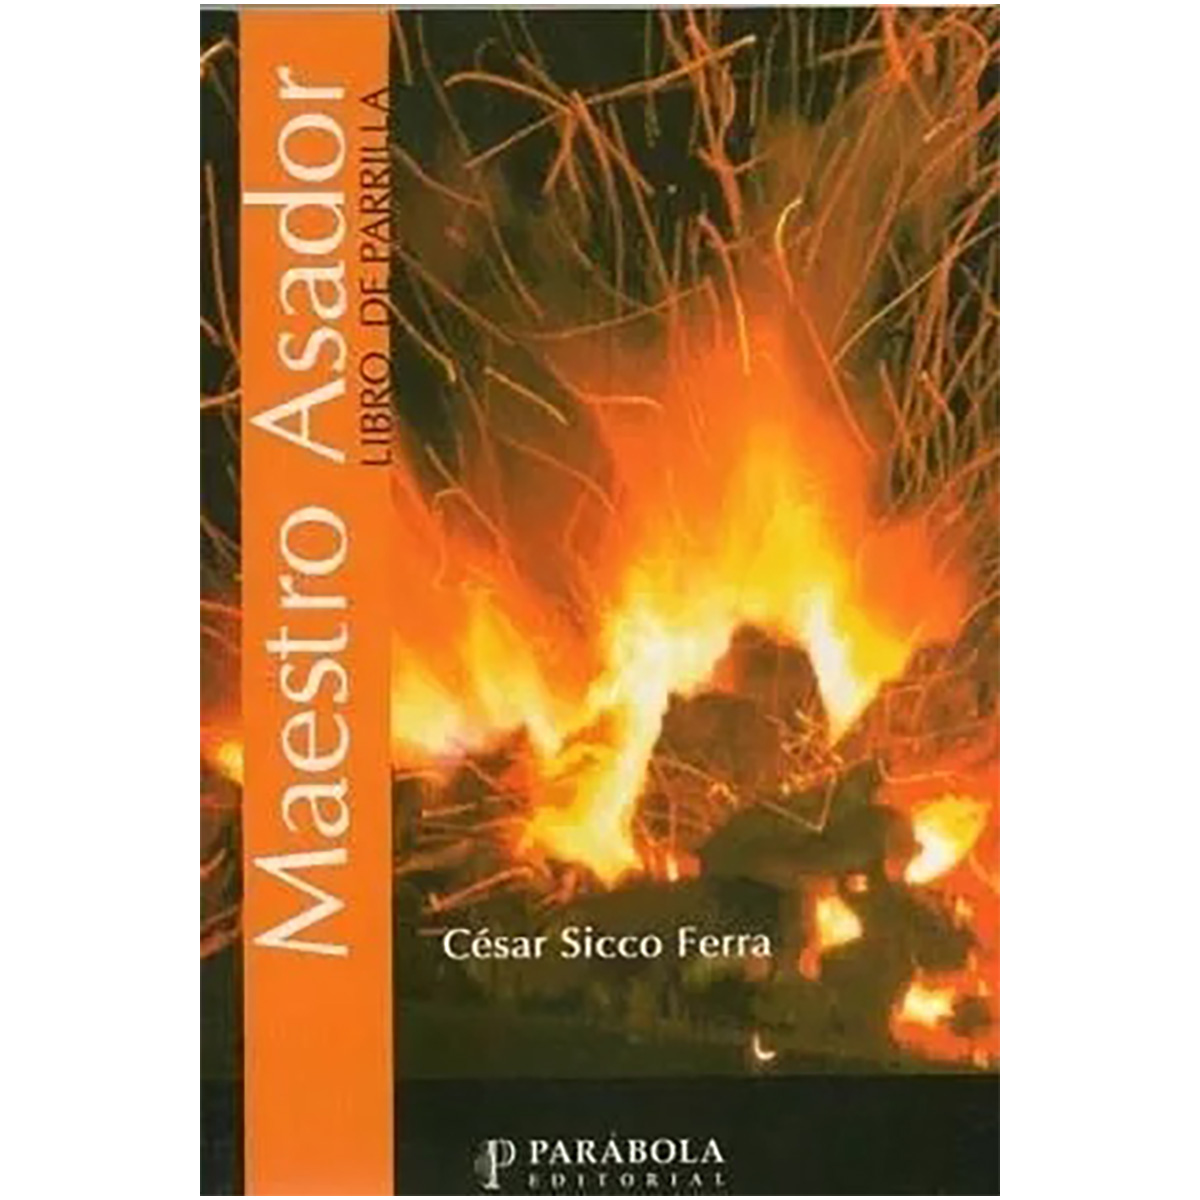 Maestro Asador
LIBRO DE PARRILLA
César Sicco Ferra
PARÁBOLA
EDITORIAL